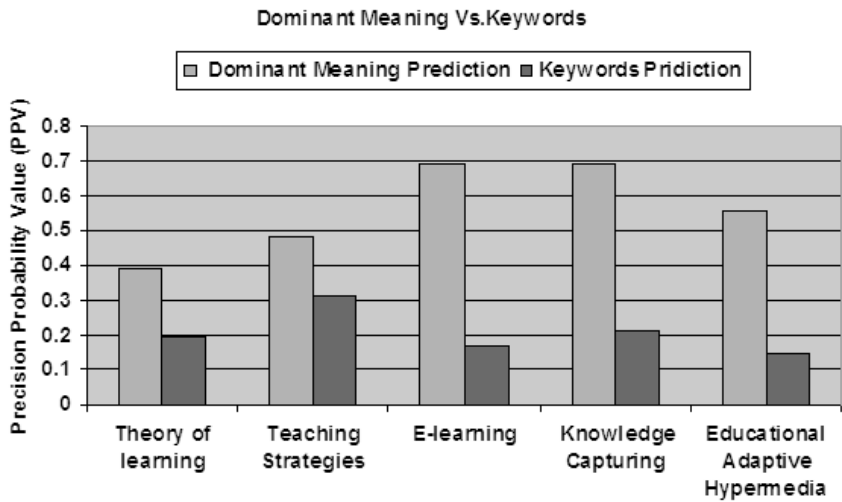 Dominant Meaning Vs.Keywords
Dominant Meaning Prediction Keywords Pridiction
Precision Probability Value (PPV)
0.8
0.7
0.6
0.5
0.4
0.3
0.2
0.1
0
Theory of learning
Teaching Strategies
E-learning
Knowledge Capturing
Educational Adaptive Hypermedia